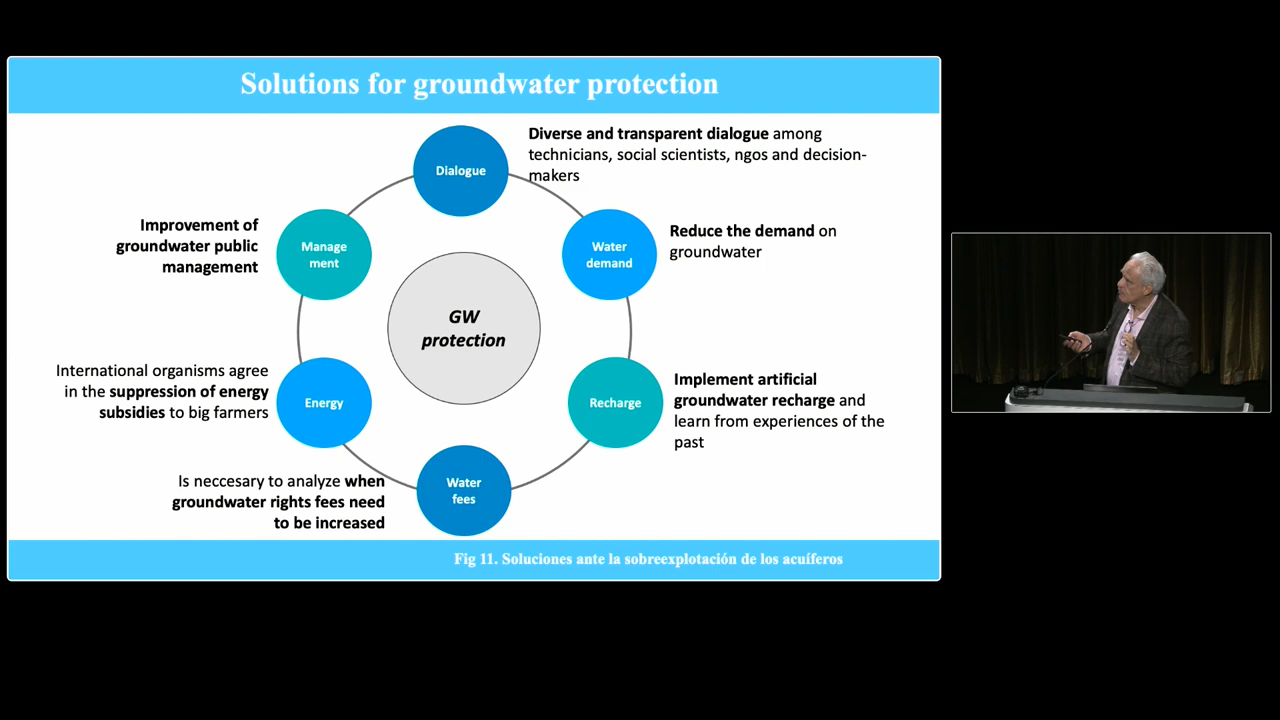 Solutions for groundwater protection
Dialogue
Diverse and transparent dialogue among
technicians, social scientists, ngos and decision-
makers
Water
demand
Reduce the demand on
groundwater
Recharge
Implement artificial
groundwater recharge and
learn from experiences of the
past
Water
fees
Is neccesary to analyze when
groundwater rights fees need
to be increased
Energy
International organisms agree
in the suppression of energy
subsidies to big farmers
Manage
ment
Improvement of
groundwater public
management
GW
protection
Fig 11. Soluciones ante la sobreexplotación de los acuíferos